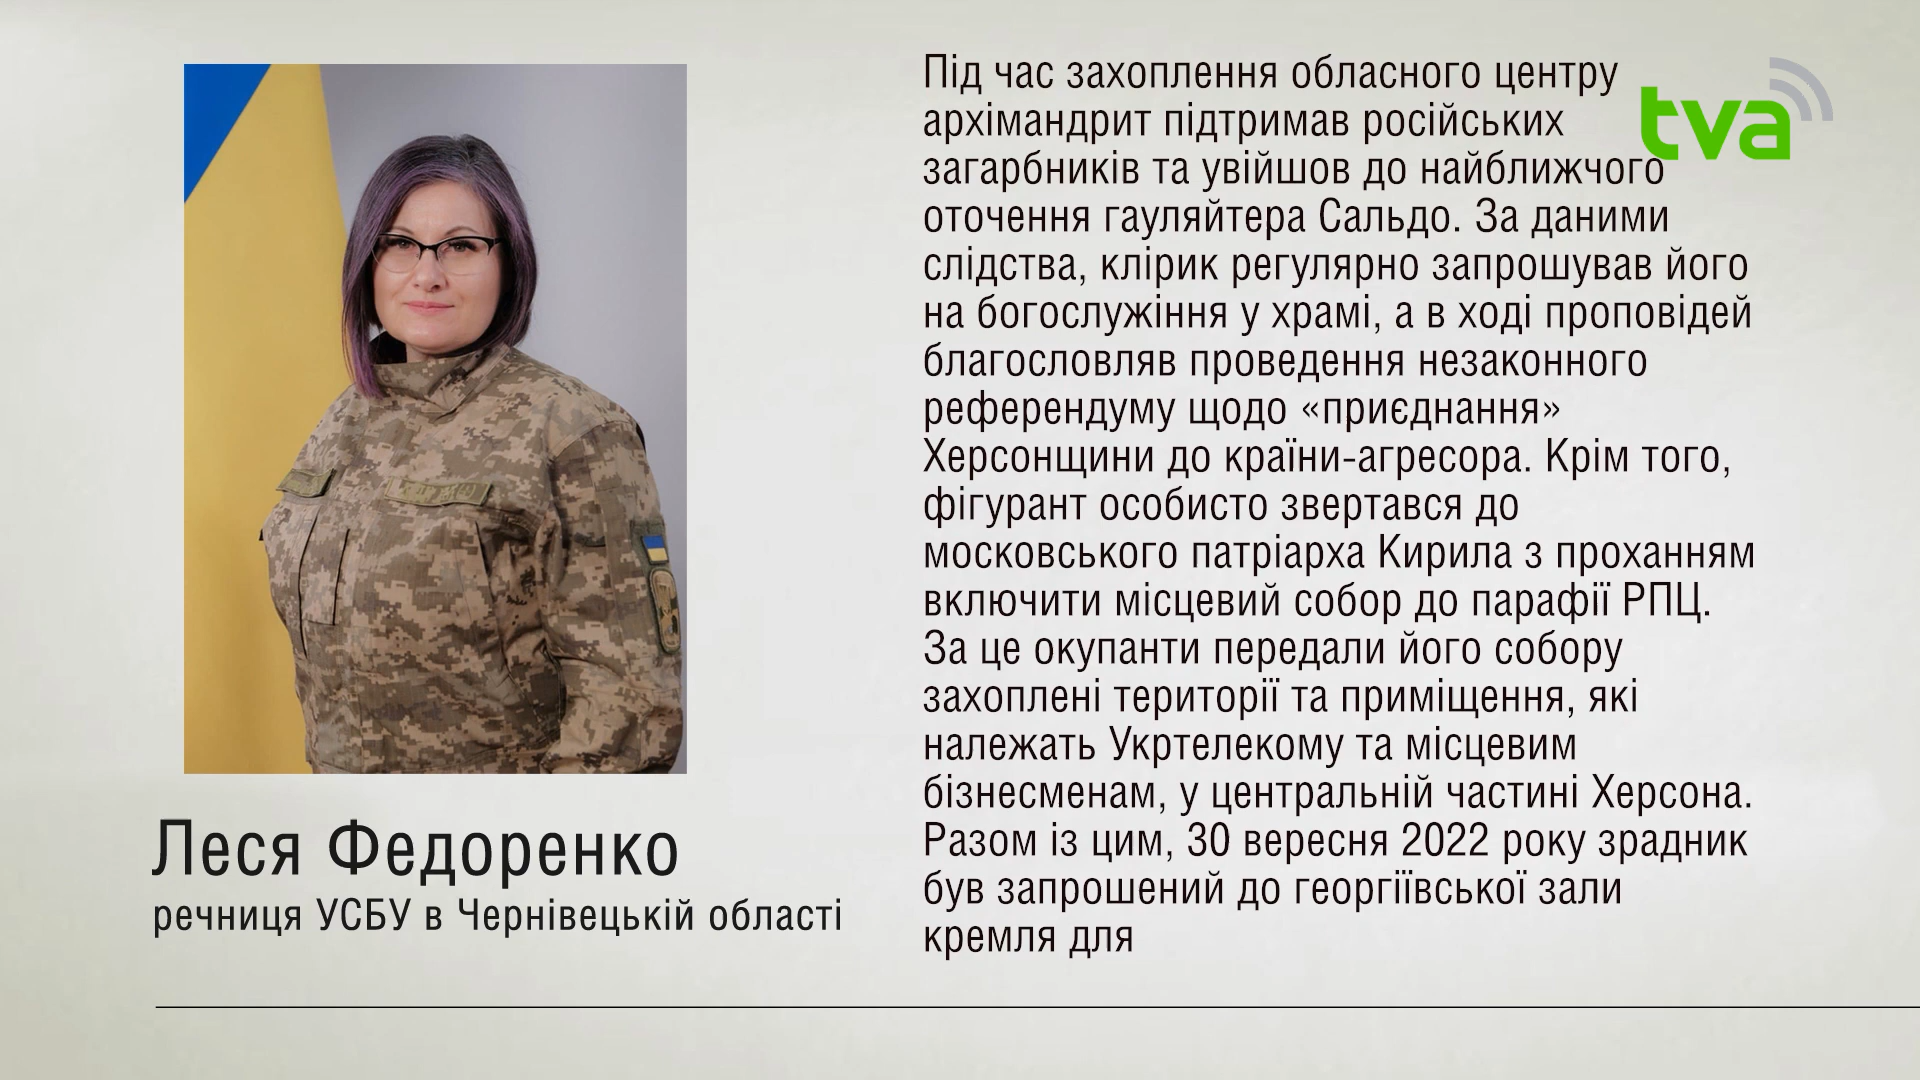 Під час захоплення обласного центру
архімандрит підтримав російських
загарбників та увійшов до найближчого
оточення гауляйтера Сальдо. За даними
слідства, клірик регулярно запрошував його
на богослужіння у храмі, а в ході проповідей
благословляв проведення незаконного
референдуму щодо «приєднання»
Херсонщини до країни-агресора. Крім того,
фігурант особисто звертався до
московського патріарха Кирила з проханням
включити місцевий собор до парафії РПЦ.
За це окупанти передали його собору
захоплені території та приміщення, які
належать Укртелекому та місцевим
бізнесменам, у центральній частині Херсона.
Разом із цим, 30 вересня 2022 року зрадник
був запрошений до георгіївської зали
кремля для
tva
Леся Федоренко
речниця УСБУ в Чернівецькій області